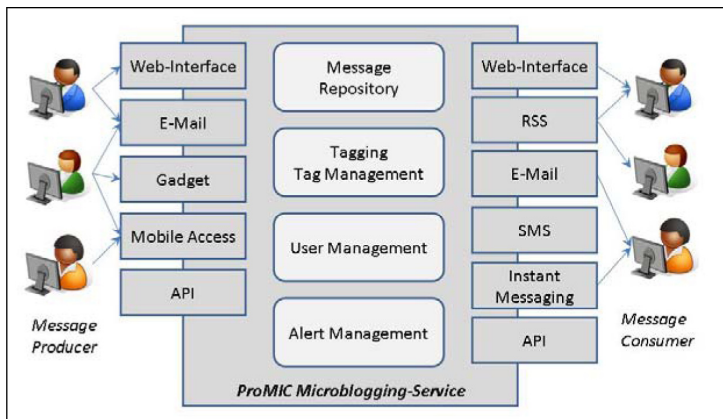 Web-Interface
E-Mail
Gadget
Mobile Access
API
Message
Producer
Message
Repository
Tagging
Tag Management
User Management
Alert Management
ProMIC Microblogging-Service
Web-Interface
RSS
E-Mail
SMS
Instant
Messaging
API
Message
Consumer